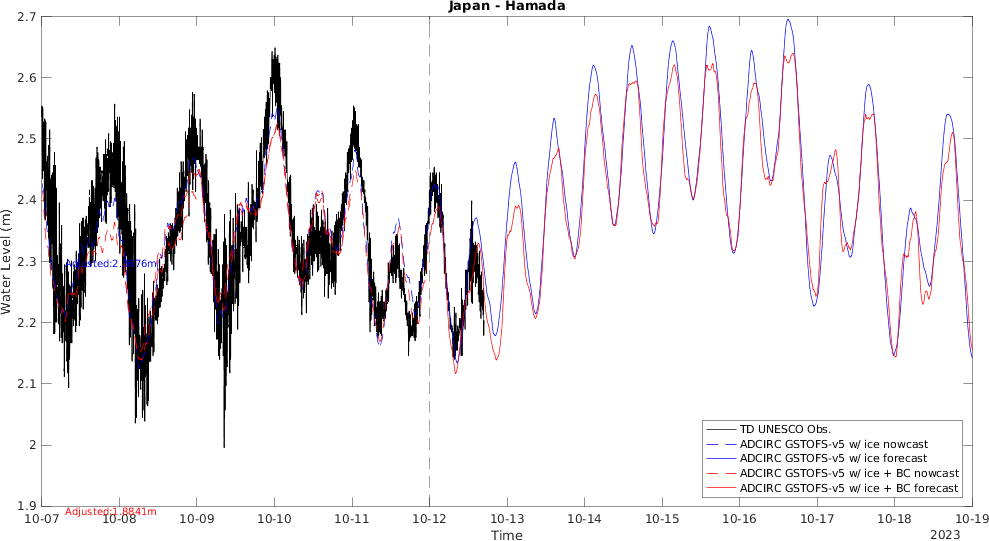 Japan - Hamada
2.7
2.6
2.5
2.4
2.3
2.2
2.1
2
1.9
Water Level (m)
Adjusted:1.8841m
TD UNESCO Obs.
ADCIRC GSTOFS-v5 w/ ice nowcast
ADCIRC GSTOFS-v5 w/ ice forecast
ADCIRC GSTOFS-v5 w/ ice + BC nowcast
ADCIRC GSTOFS-v5 w/ ice + BC forecast
10-07 10-08 10-09 10-10 10-11 10-12 10-13 10-14 10-15 10-16 10-17 10-18 10-19
Time
2023